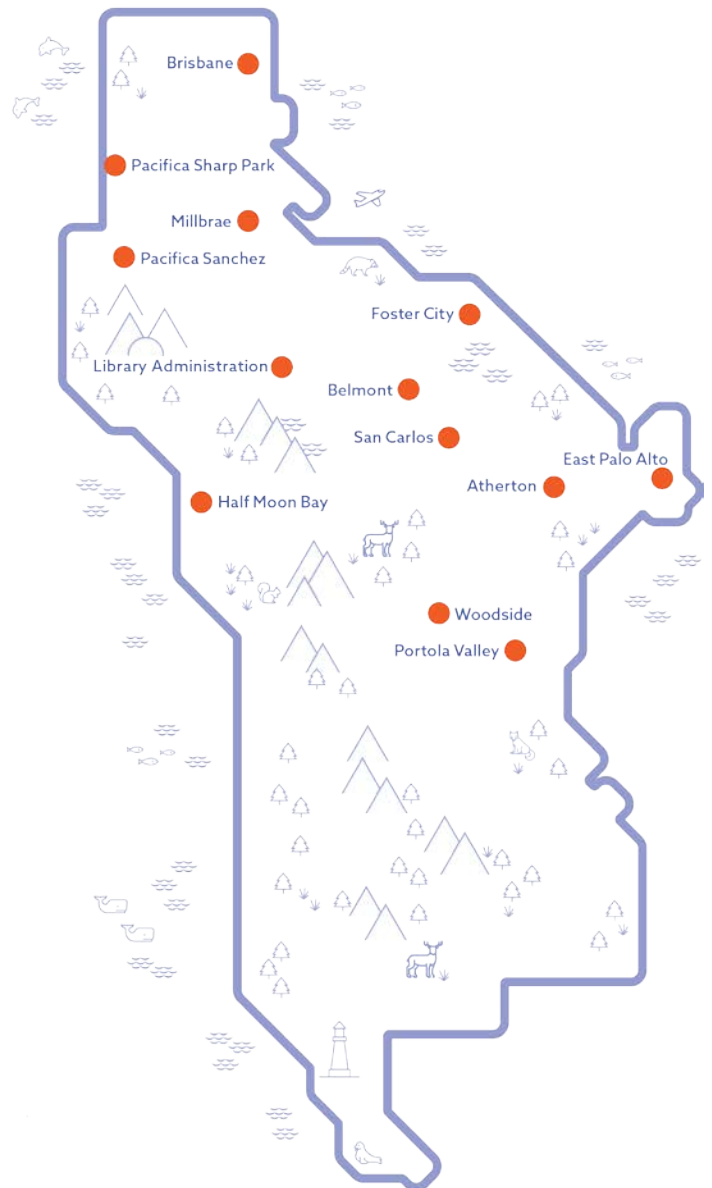 Brisbane
Pacifica Sharp Park
Millbrae
Pacifica Sanchez
Foster City
Library Administration
Belmont
San Carlos
East Palo Alto
Atherton
Half Moon Bay
Woodside
Portola Valley